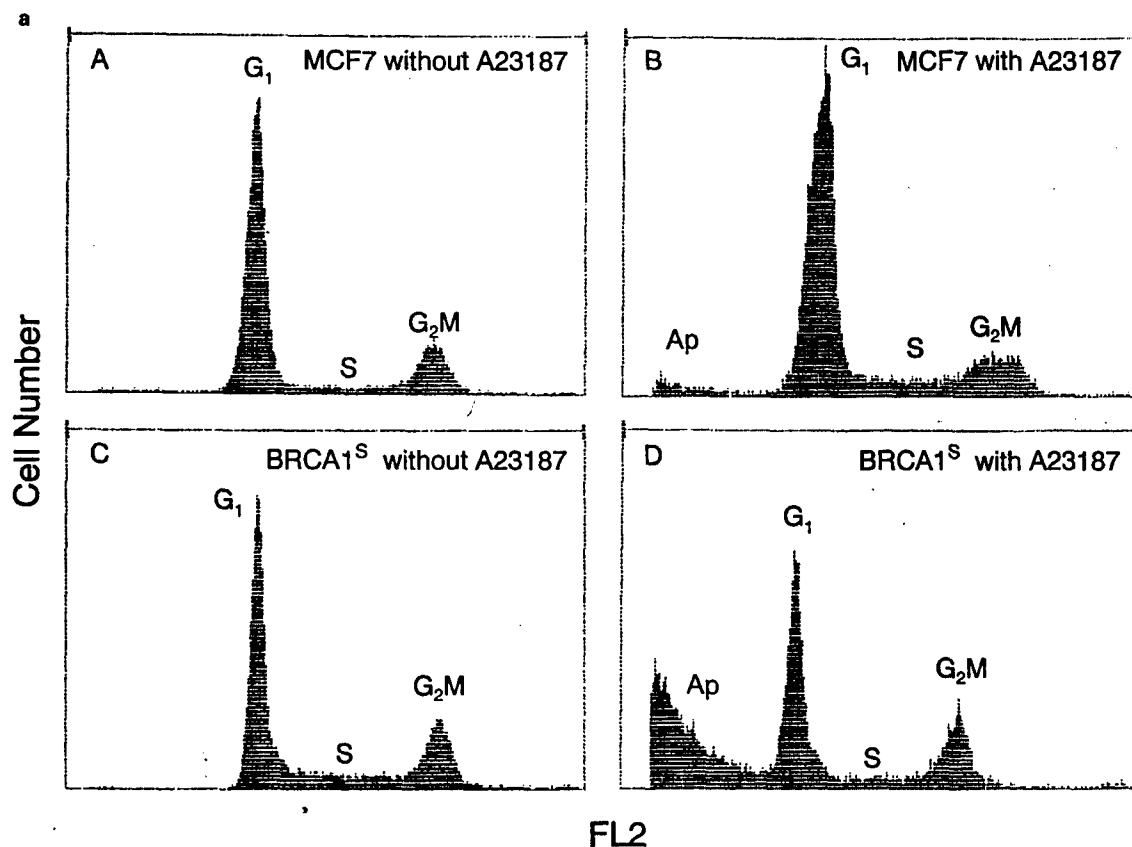 a
A MCF7 without A23187
G₁
G₂M
S
B G₁ MCF7 with A23187
Ap
S
G₂M
Cell Number
C BRCA1ˢ without A23187
G₁
G₂M
S
D BRCA1ˢ with A23187
G₁
Ap
G₂M
S
FL2